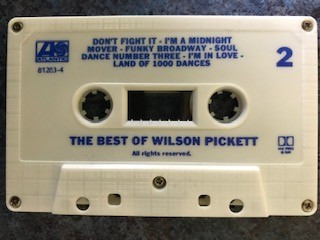 DON'T FIGHT IT - I'M A MIDNIGHT
MOVER - FUNKY BROADWAY - SOUL
DANCE NUMBER THREE - I'M IN LOVE -
LAND OF 1000 DANCES
ATLANTIC
81283-4
2
THE BEST OF WILSON PICKETT
All rights reserved.